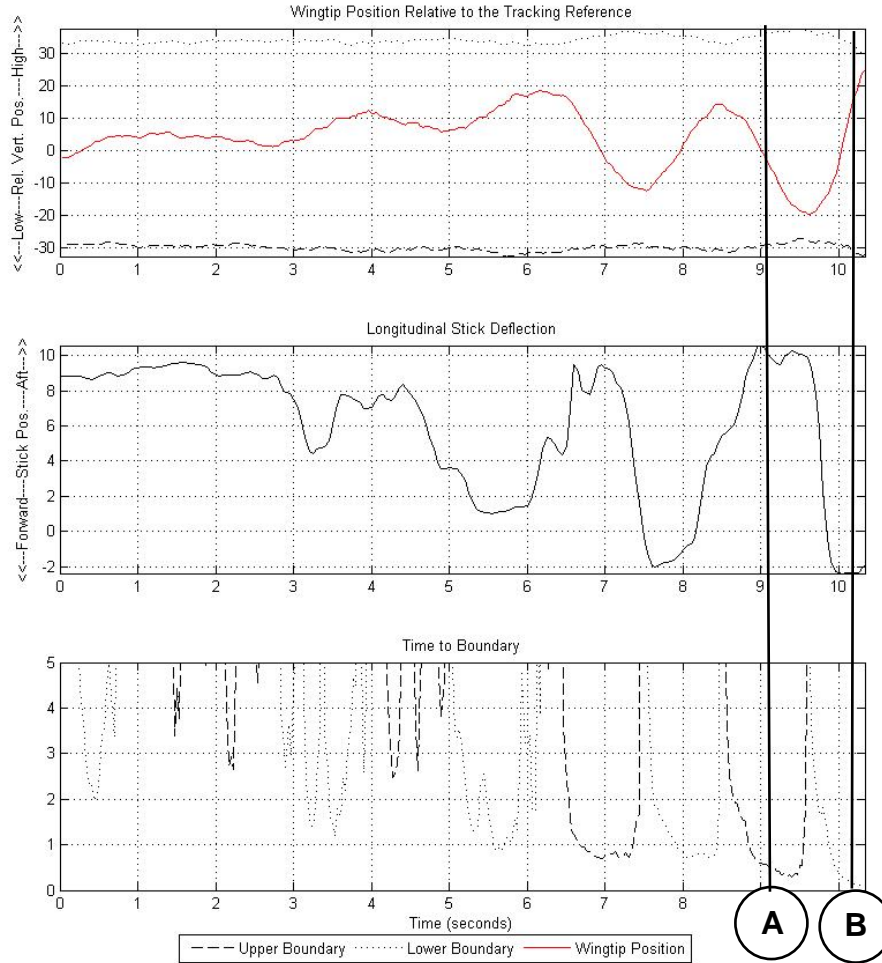 Wingtip Position Relative to the Tracking Reference
<<---Low---Rel. Vert. Pos.----High--->>
30
20
10
0
-10
-20
-30
0 1 2 3 4 5 6 7 8 9 10
Longitudinal Stick Deflection
<<---Forward---Stick Pos.----Aft--->>
10
8
6
4
2
0
-2
0 1 2 3 4 5 6 7 8 9 10
Time to Boundary
5
4
3
2
1
0
0 1 2 3 4 5 6 7 8 9 10
Time (seconds)
A B
Upper Boundary Lower Boundary Wingtip Position